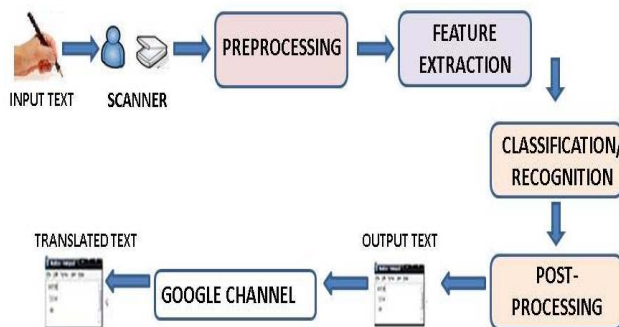 INPUT TEXT
SCANNER
PREPROCESSING
FEATURE
EXTRACTION
CLASSIFICATION/
RECOGNITION
POST-
PROCESSING
OUTPUT TEXT
GOOGLE CHANNEL
TRANSLATED TEXT